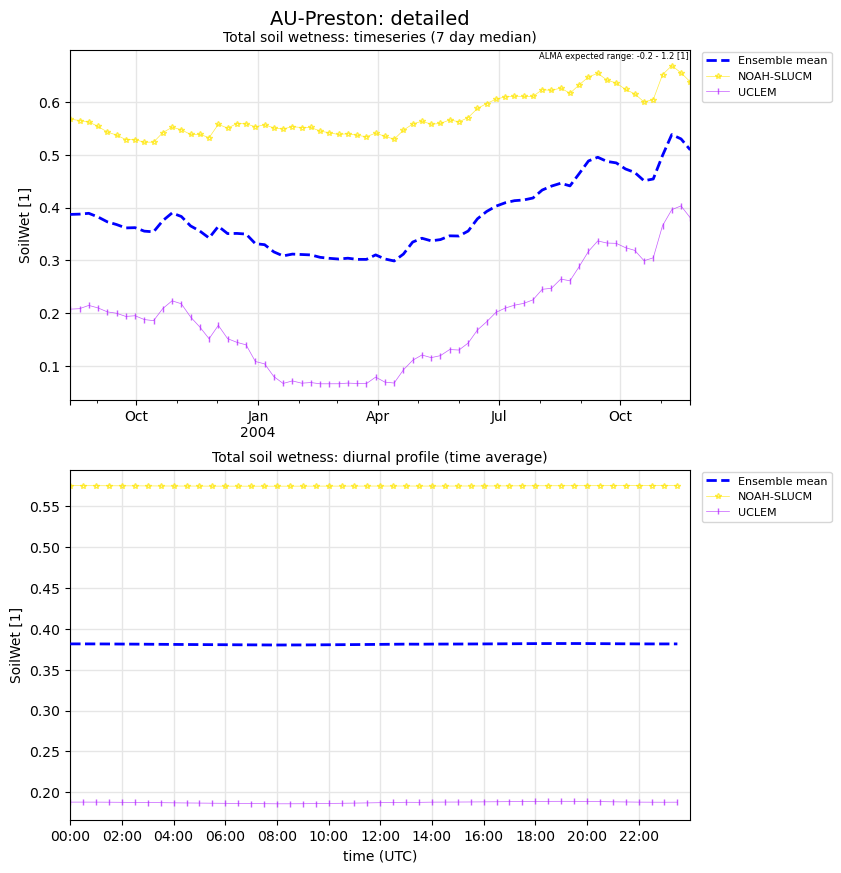 AU-Preston: detailed
Total soil wetness: timeseries (7 day median)
ALMA expected range: -0.2 - 1.2 [1]
Ensemble mean
NOAH-SLUCM
UCLEM
SoilWet [1]
0.6
0.5
0.4
0.3
0.2
0.1
Oct
Jan
2004
Apr
Jul
Oct
Total soil wetness: diurnal profile (time average)
Ensemble mean
NOAH-SLUCM
UCLEM
SoilWet [1]
0.55
0.50
0.45
0.40
0.35
0.30
0.25
0.20
00:00
02:00
04:00
06:00
08:00
10:00
12:00
14:00
16:00
18:00
20:00
22:00
time (UTC)